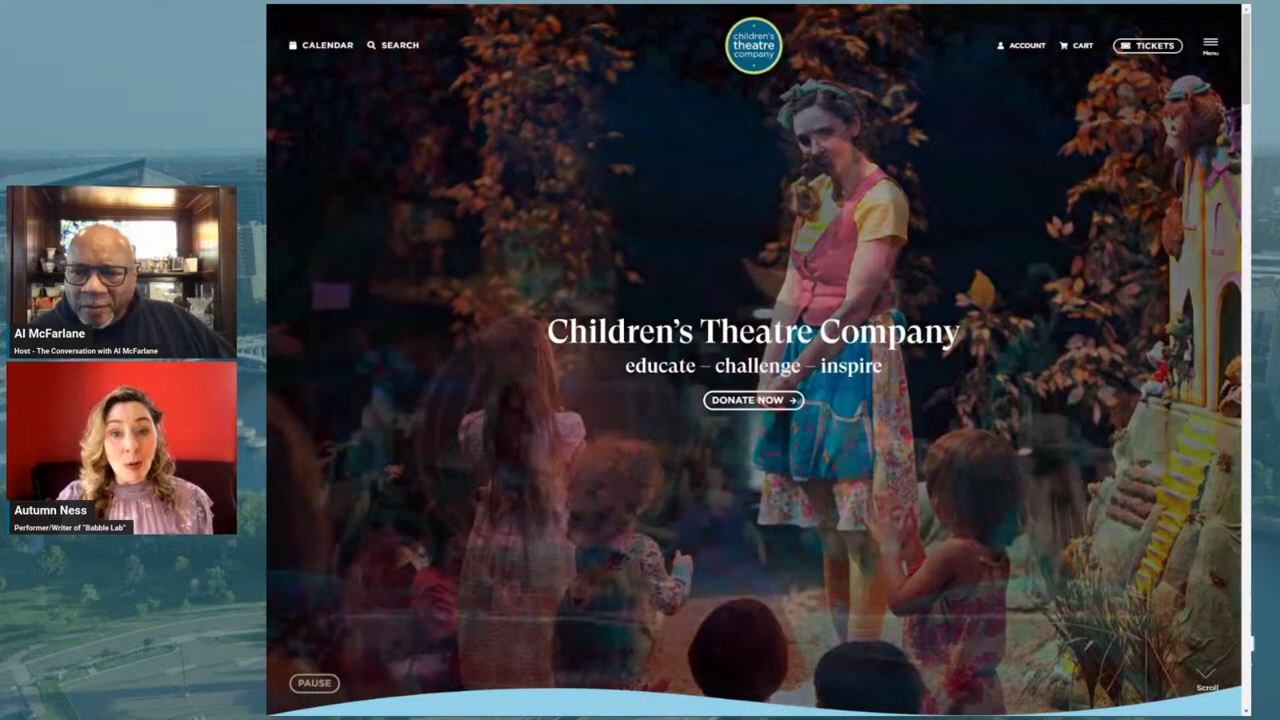 CALENDAR
SEARCH
children's
theatre
company
ACCOUNT
CART
TICKETS
Menu
Al McFarlane
Host - The Conversation with Al McFarlane
Autumn Ness
Performer/Writer of "Babble Lab"
Children's Theatre Company
educate – challenge – inspire
DONATE NOW →
PAUSE
Scroll